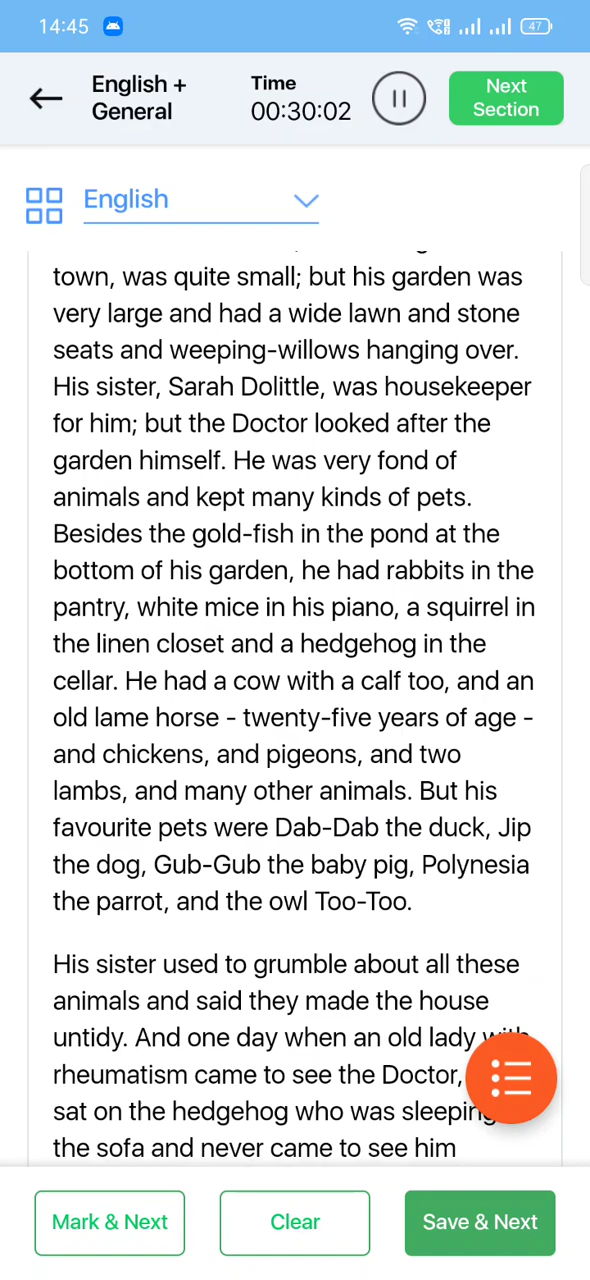 14:45
47
English +
General
Time
00:30:02
Next
Section
English
town, was quite small; but his garden was
very large and had a wide lawn and stone
seats and weeping-willows hanging over.
His sister, Sarah Dolittle, was housekeeper
for him; but the Doctor looked after the
garden himself. He was very fond of
animals and kept many kinds of pets.
Besides the gold-fish in the pond at the
bottom of his garden, he had rabbits in the
pantry, white mice in his piano, a squirrel in
the linen closet and a hedgehog in the
cellar. He had a cow with a calf too, and an
old lame horse - twenty-five years of age -
and chickens, and pigeons, and two
lambs, and many other animals. But his
favourite pets were Dab-Dab the duck, Jip
the dog, Gub-Gub the baby pig, Polynesia
the parrot, and the owl Too-Too.
His sister used to grumble about all these
animals and said they made the house
untidy. And one day when an old lady with
rheumatism came to see the Doctor,
sat on the hedgehog who was sleeping
the sofa and never came to see him
Mark & Next
Clear
Save & Next